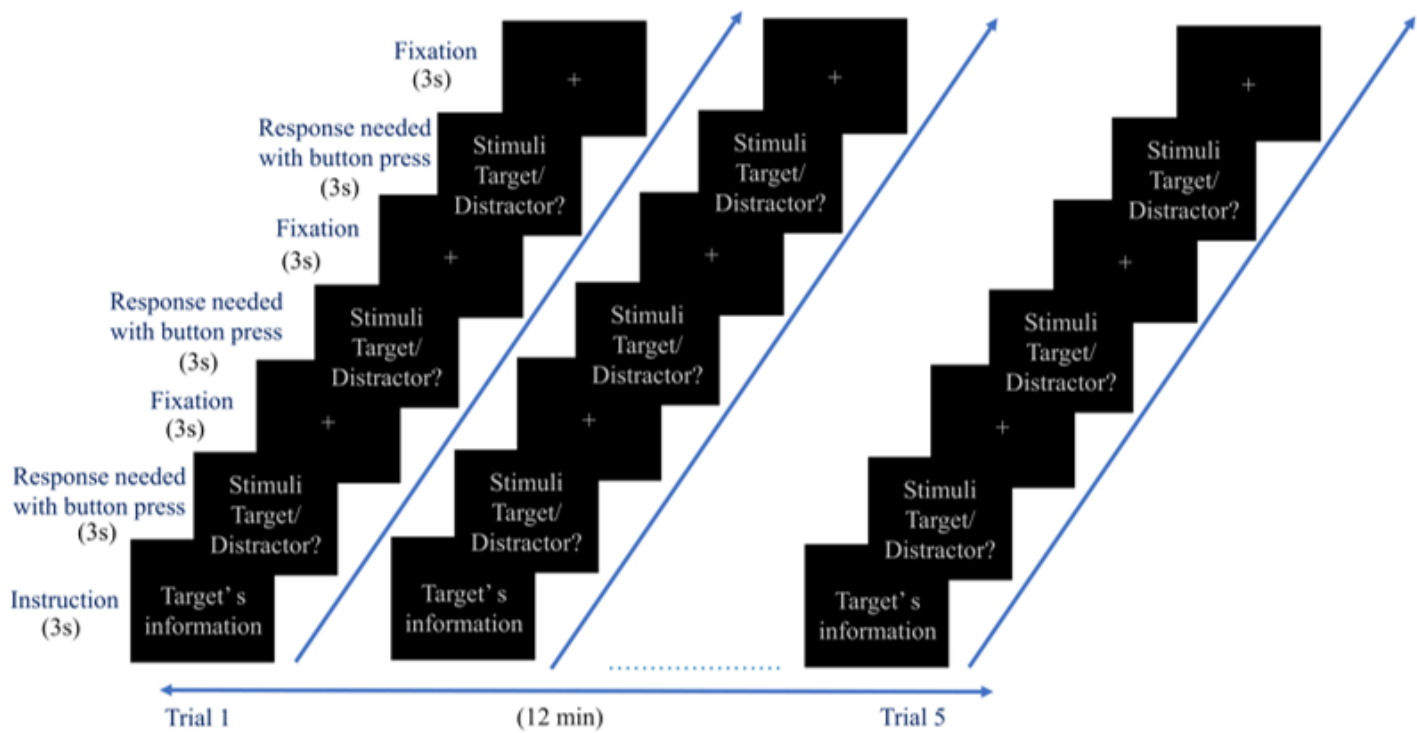 Fixation
(3s)
+
Response needed
with button press
(3s)
Stimuli
Target/
Distractor?
Fixation
(3s)
+
Response needed
with button press
(3s)
Stimuli
Target/
Distractor?
Fixation
(3s)
+
Response needed
with button press
(3s)
Stimuli
Target/
Distractor?
Instruction
(3s)
Target’ s
information
+
Stimuli
Target/
Distractor?
+
Stimuli
Target/
Distractor?
+
Stimuli
Target/
Distractor?
Target’ s
information
+
Stimuli
Target/
Distractor?
+
Stimuli
Target/
Distractor?
+
Stimuli
Target/
Distractor?
Target’ s
information
Trial 1
(12 min)
Trial 5